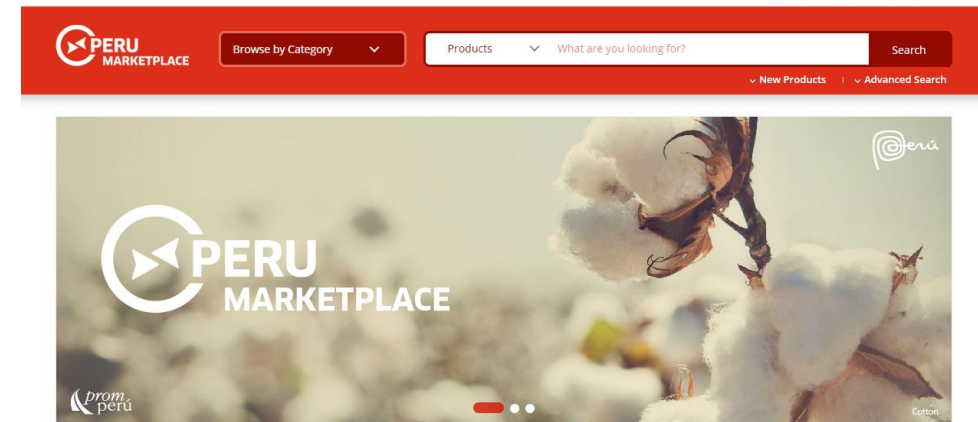 PERU
MARKETPLACE
Browse by Category
Products
What are you looking for?
Search
New Products
Advanced Search
Perú
PERU
MARKETPLACE
prom
perú
Cotton